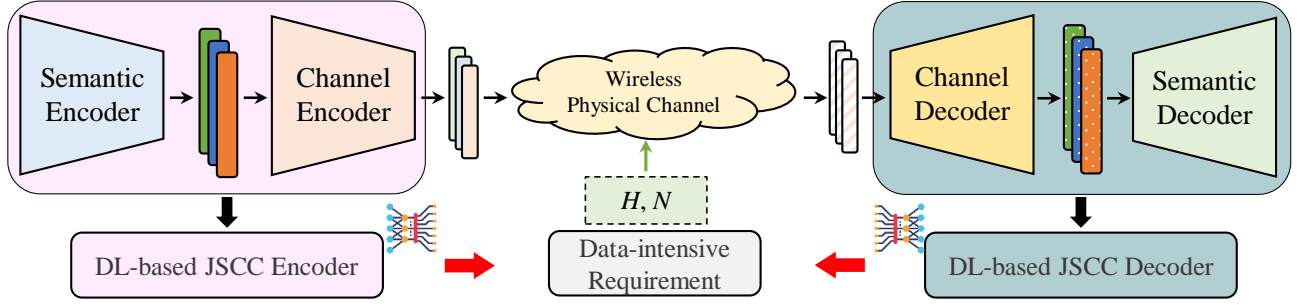 Semantic
Encoder
Channel
Encoder
Wireless
Physical Channel
Channel
Decoder
Semantic
Decoder
H, N
DL-based JSCC Encoder
Data-intensive
Requirement
DL-based JSCC Decoder